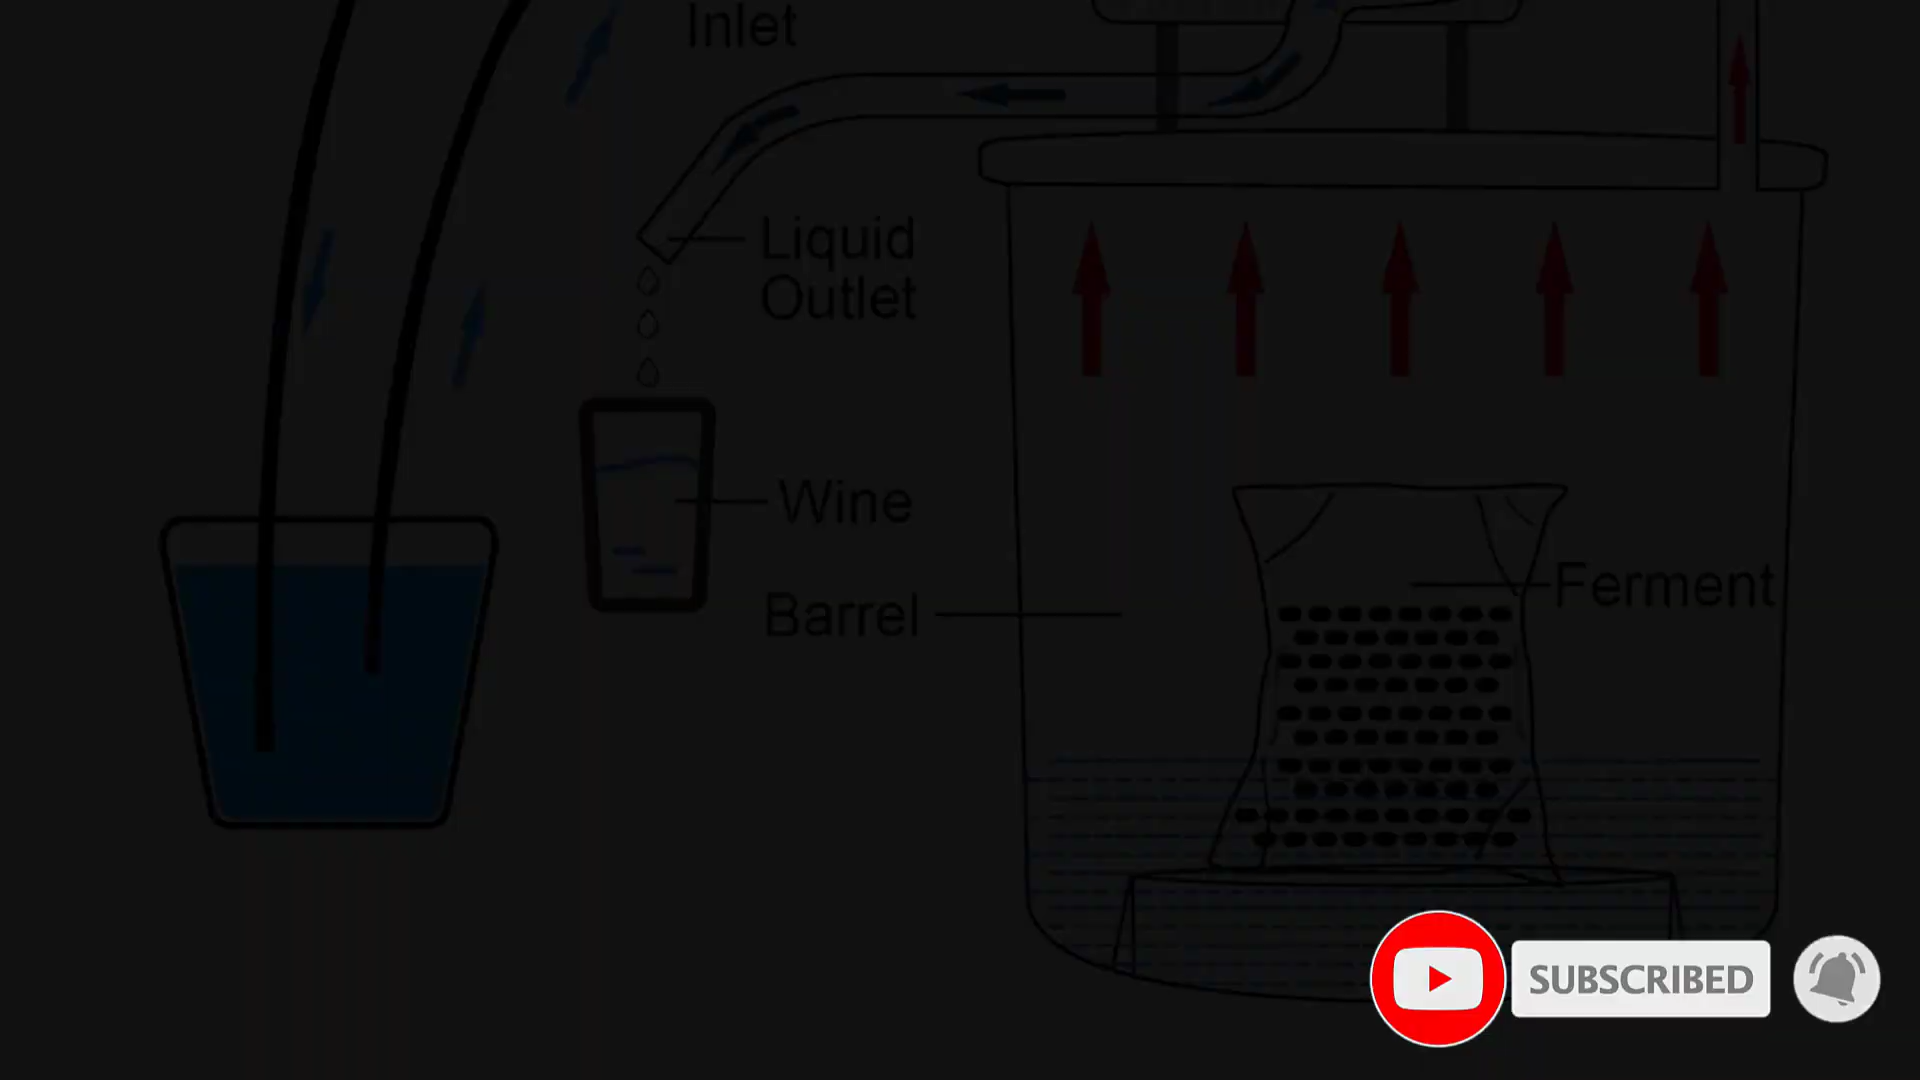 Inlet
Liquid
Outlet
Wine
Barrel
Ferment
SUBSCRIBED